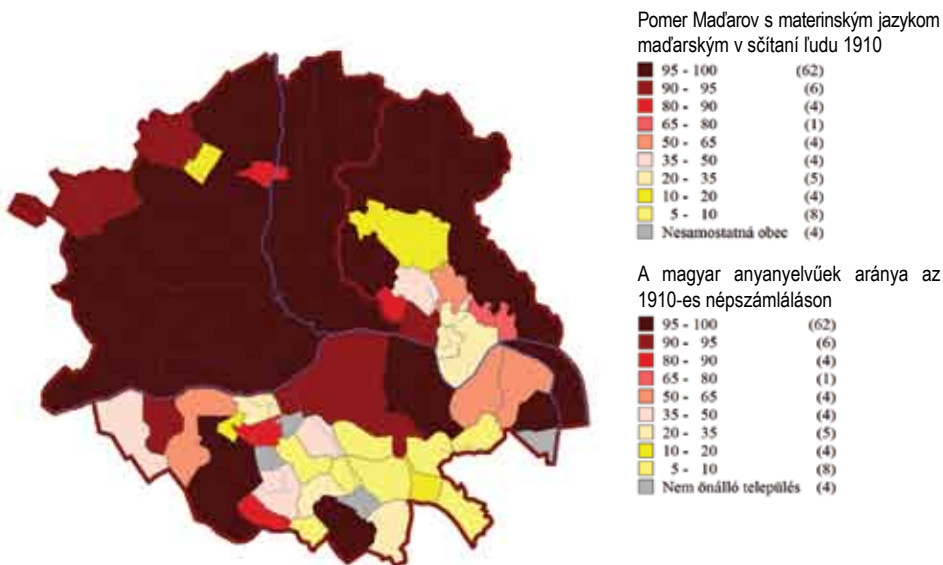 Pomer Maďarov s materinským jazykom
maďarským v sčítaní ľudu 1910
95 - 100 (62)
90 - 95 (6)
80 - 90 (4)
65 - 80 (1)
50 - 65 (4)
35 - 50 (4)
20 - 35 (5)
10 - 20 (4)
5 - 10 (8)
Nesamostatná obec (4)
A magyar anyanyelvűek aránya az
1910-es népszámláláson
95 - 100 (62)
90 - 95 (6)
80 - 90 (4)
65 - 80 (1)
50 - 65 (4)
35 - 50 (4)
20 - 35 (5)
10 - 20 (4)
5 - 10 (8)
Nem önálló település (4)